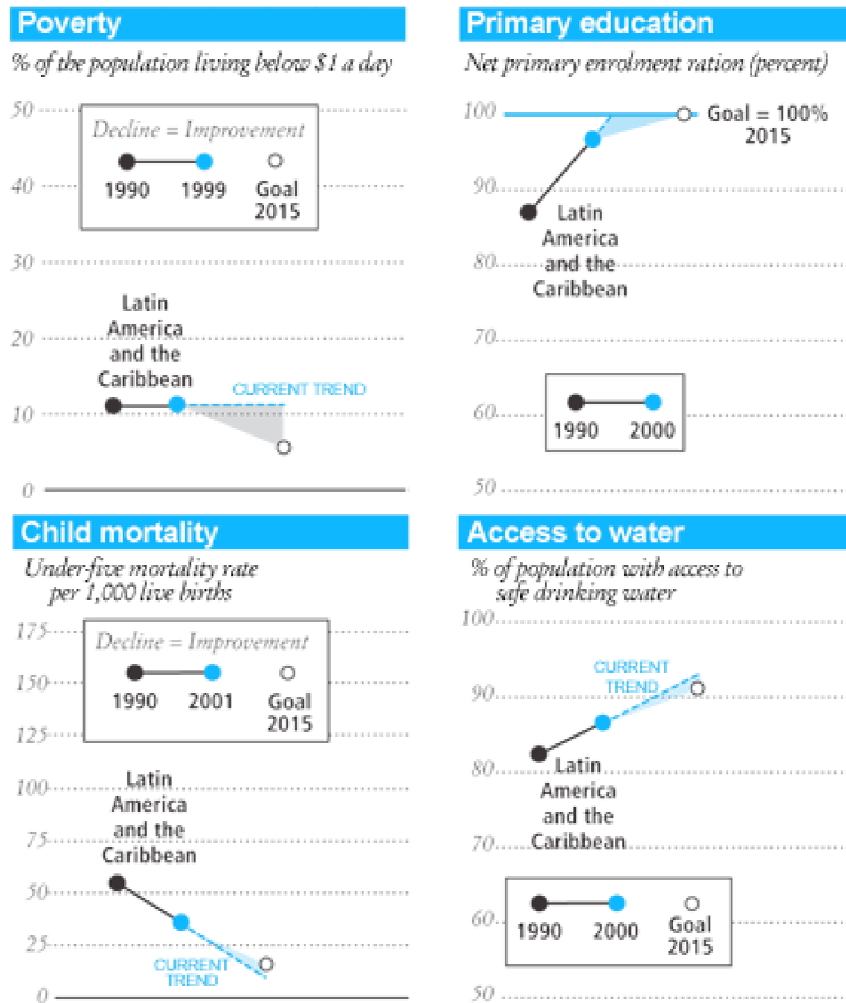 Poverty
% of the population living below $1 a day
50
Decline = Improvement
1990 1999 Goal
2015
40
30
20
Latin
America
and the
Caribbean
CURRENT TREND
10
0
Primary education
Net primary enrolment ration (percent)
100
Goal = 100%
2015
90
Latin
America
and the
Caribbean
80
70
60
1990 2000
50
Child mortality
Under-five mortality rate
per 1,000 live births
175
Decline = Improvement
150
1990 2001 Goal
2015
125
100
Latin
America
and the
Caribbean
75
50
25
CURRENT
TREND
0
Access to water
% of population with access to
safe drinking water
100
CURRENT
TREND
90
80
Latin
America
and the
Caribbean
70
60
1990 2000 Goal
2015
50